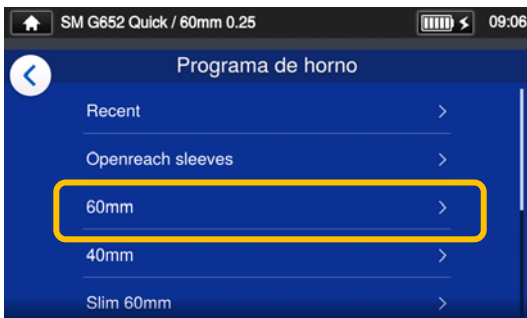 SM G652 Quick / 60mm 0.25 09:06
Programa de horno
Recent
Openreach sleeves
60mm
40mm
Slim 60mm